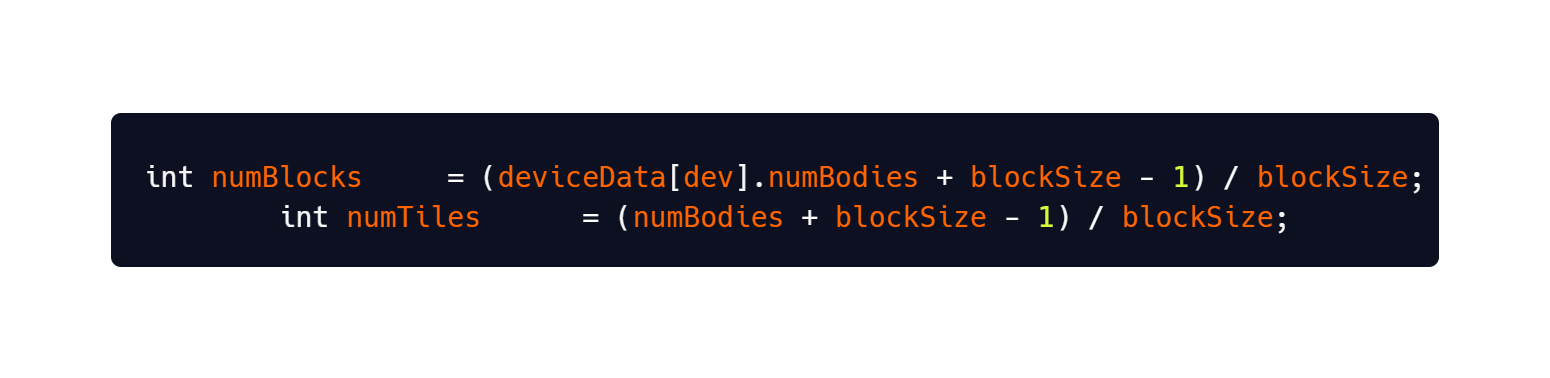 int numBlocks     = (deviceData[dev].numBodies + blockSize - 1) / blockSize;
        int numTiles      = (numBodies + blockSize - 1) / blockSize;